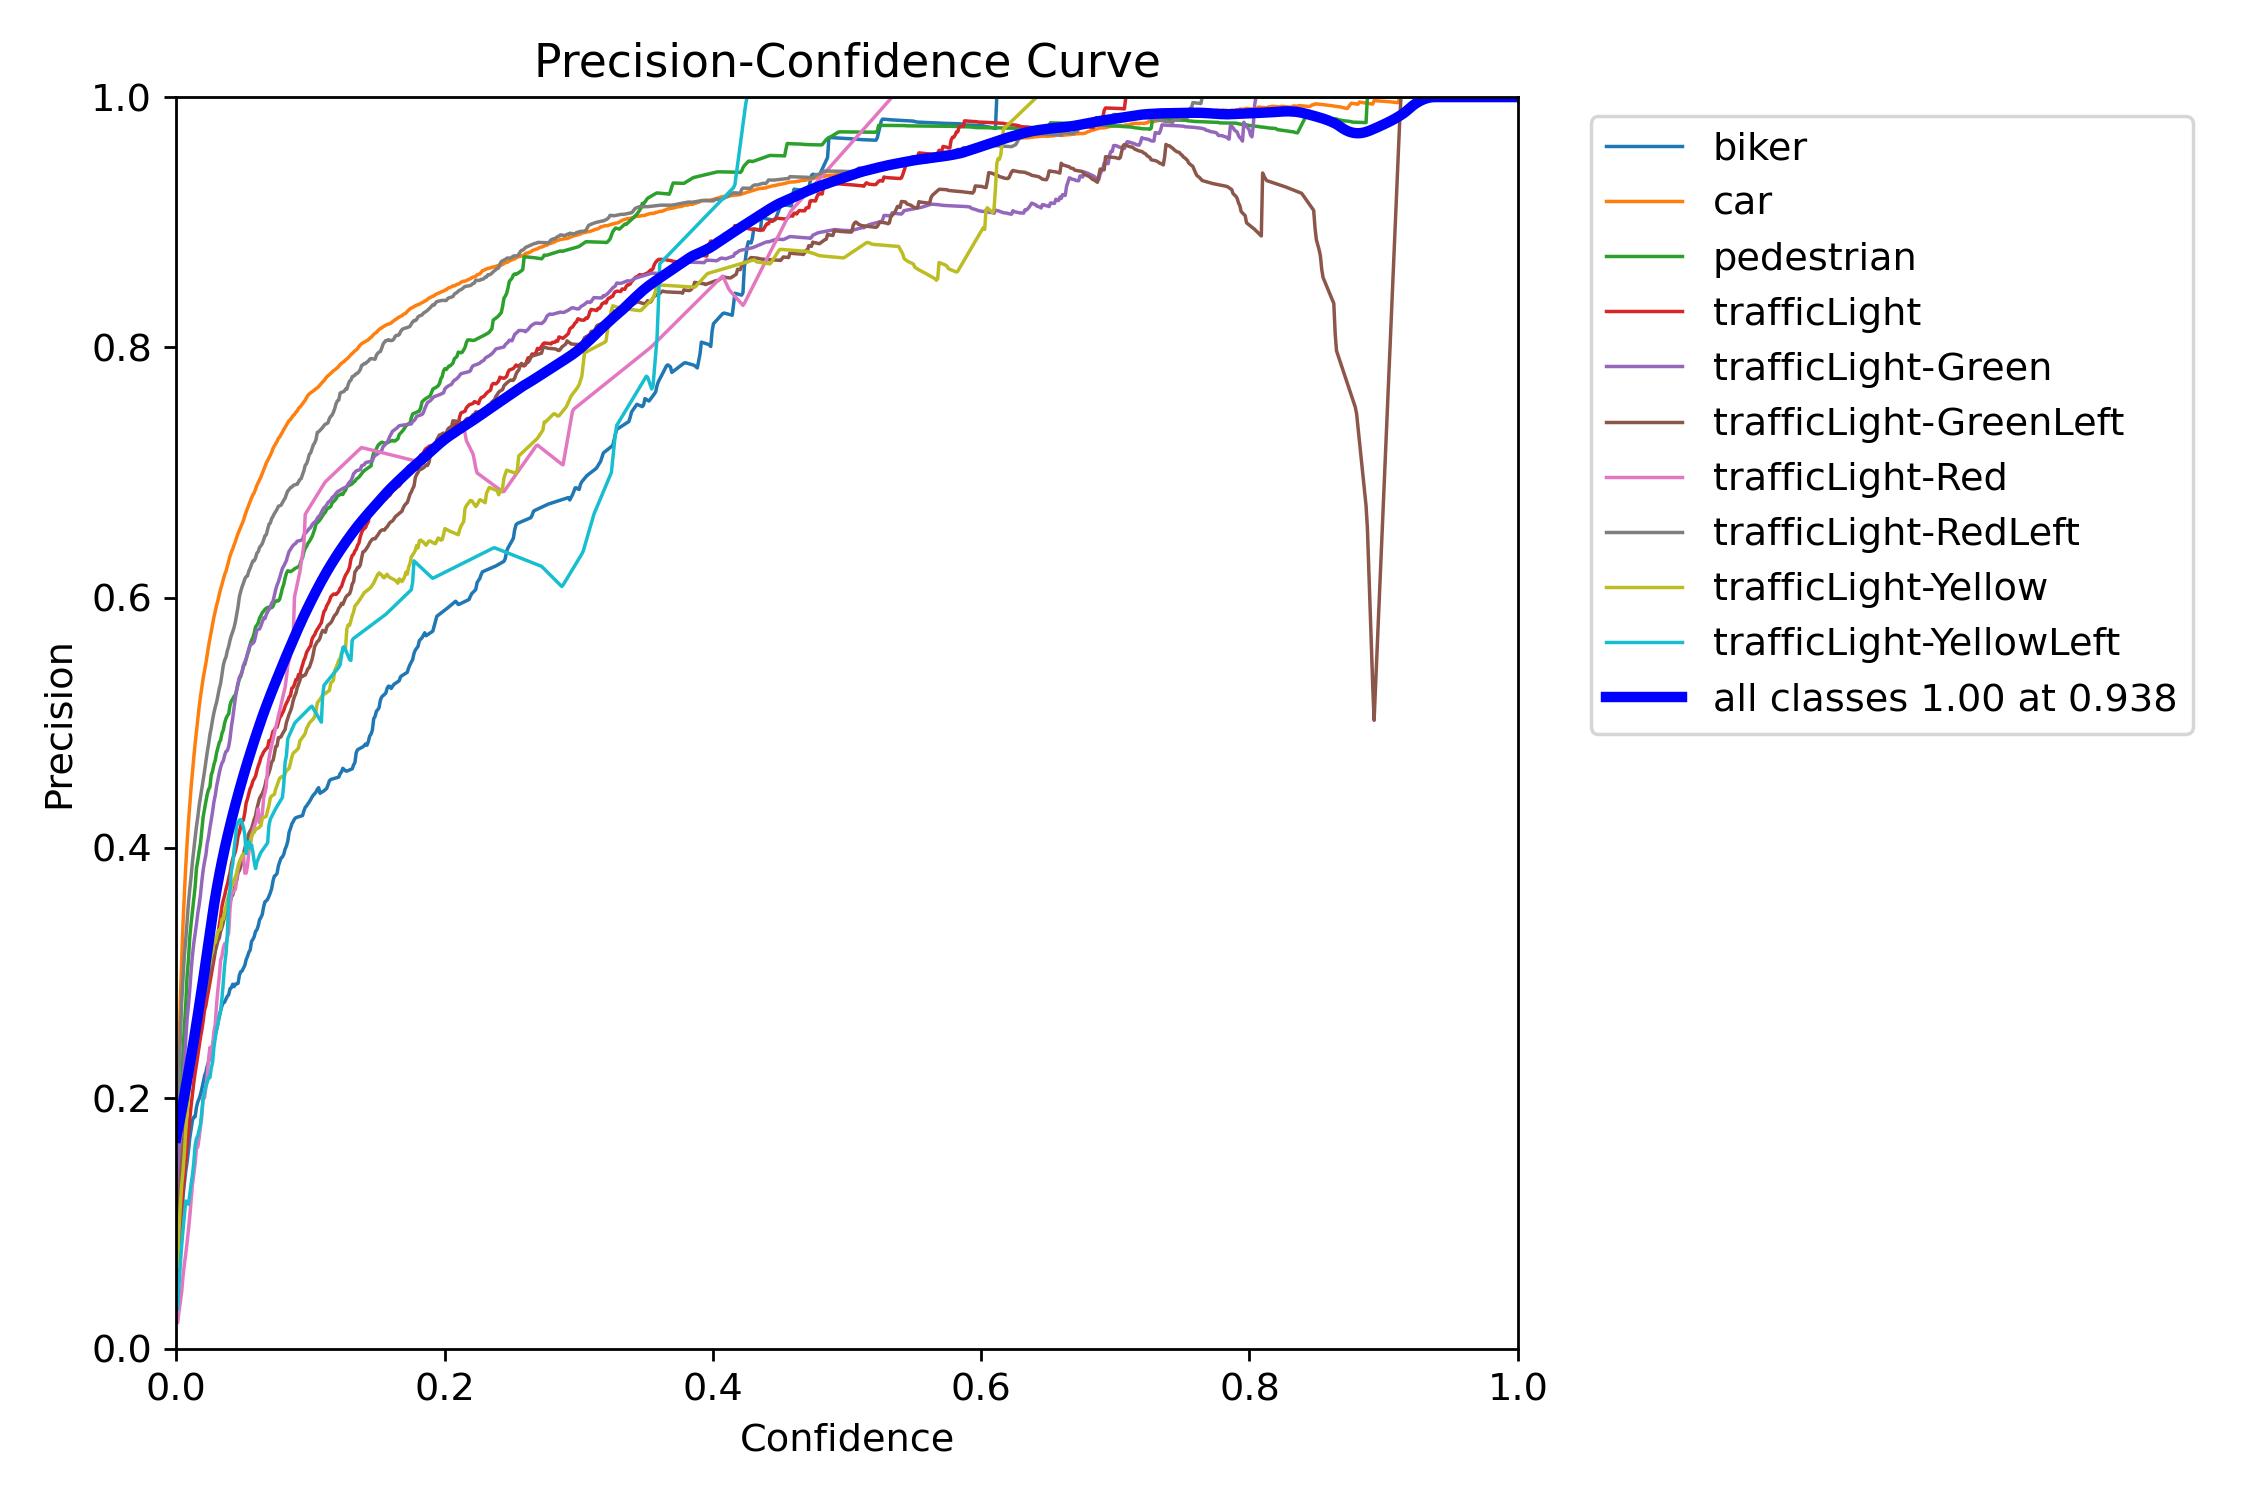 Precision-Confidence Curve
1.0
0.8
0.6
0.4
0.2
0.0
Precision
0.0 0.2 0.4 0.6 0.8 1.0
Confidence
biker
car
pedestrian
trafficLight
trafficLight-Green
trafficLight-GreenLeft
trafficLight-Red
trafficLight-RedLeft
trafficLight-Yellow
trafficLight-YellowLeft
all classes 1.00 at 0.938